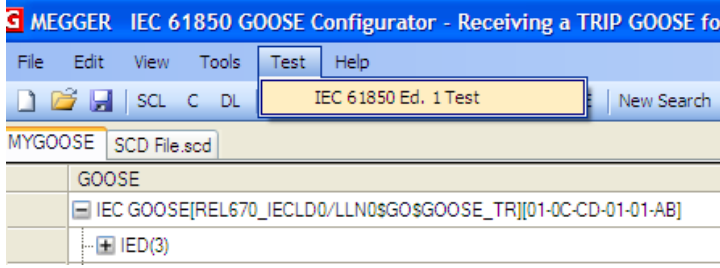 G MEGGER IEC 61850 GOOSE Configurator - Receiving a TRIP GOOSE fo
File Edit View Tools Test Help
SCL C DL New Search
IEC 61850 Ed. 1 Test
MYGOOSE SCD File.scd
GOOSE
IEC GOOSE[REL670_IECLD0/LLN0$GO$GOOSE_TR][01-0C-CD-01-01-AB]
IED(3)